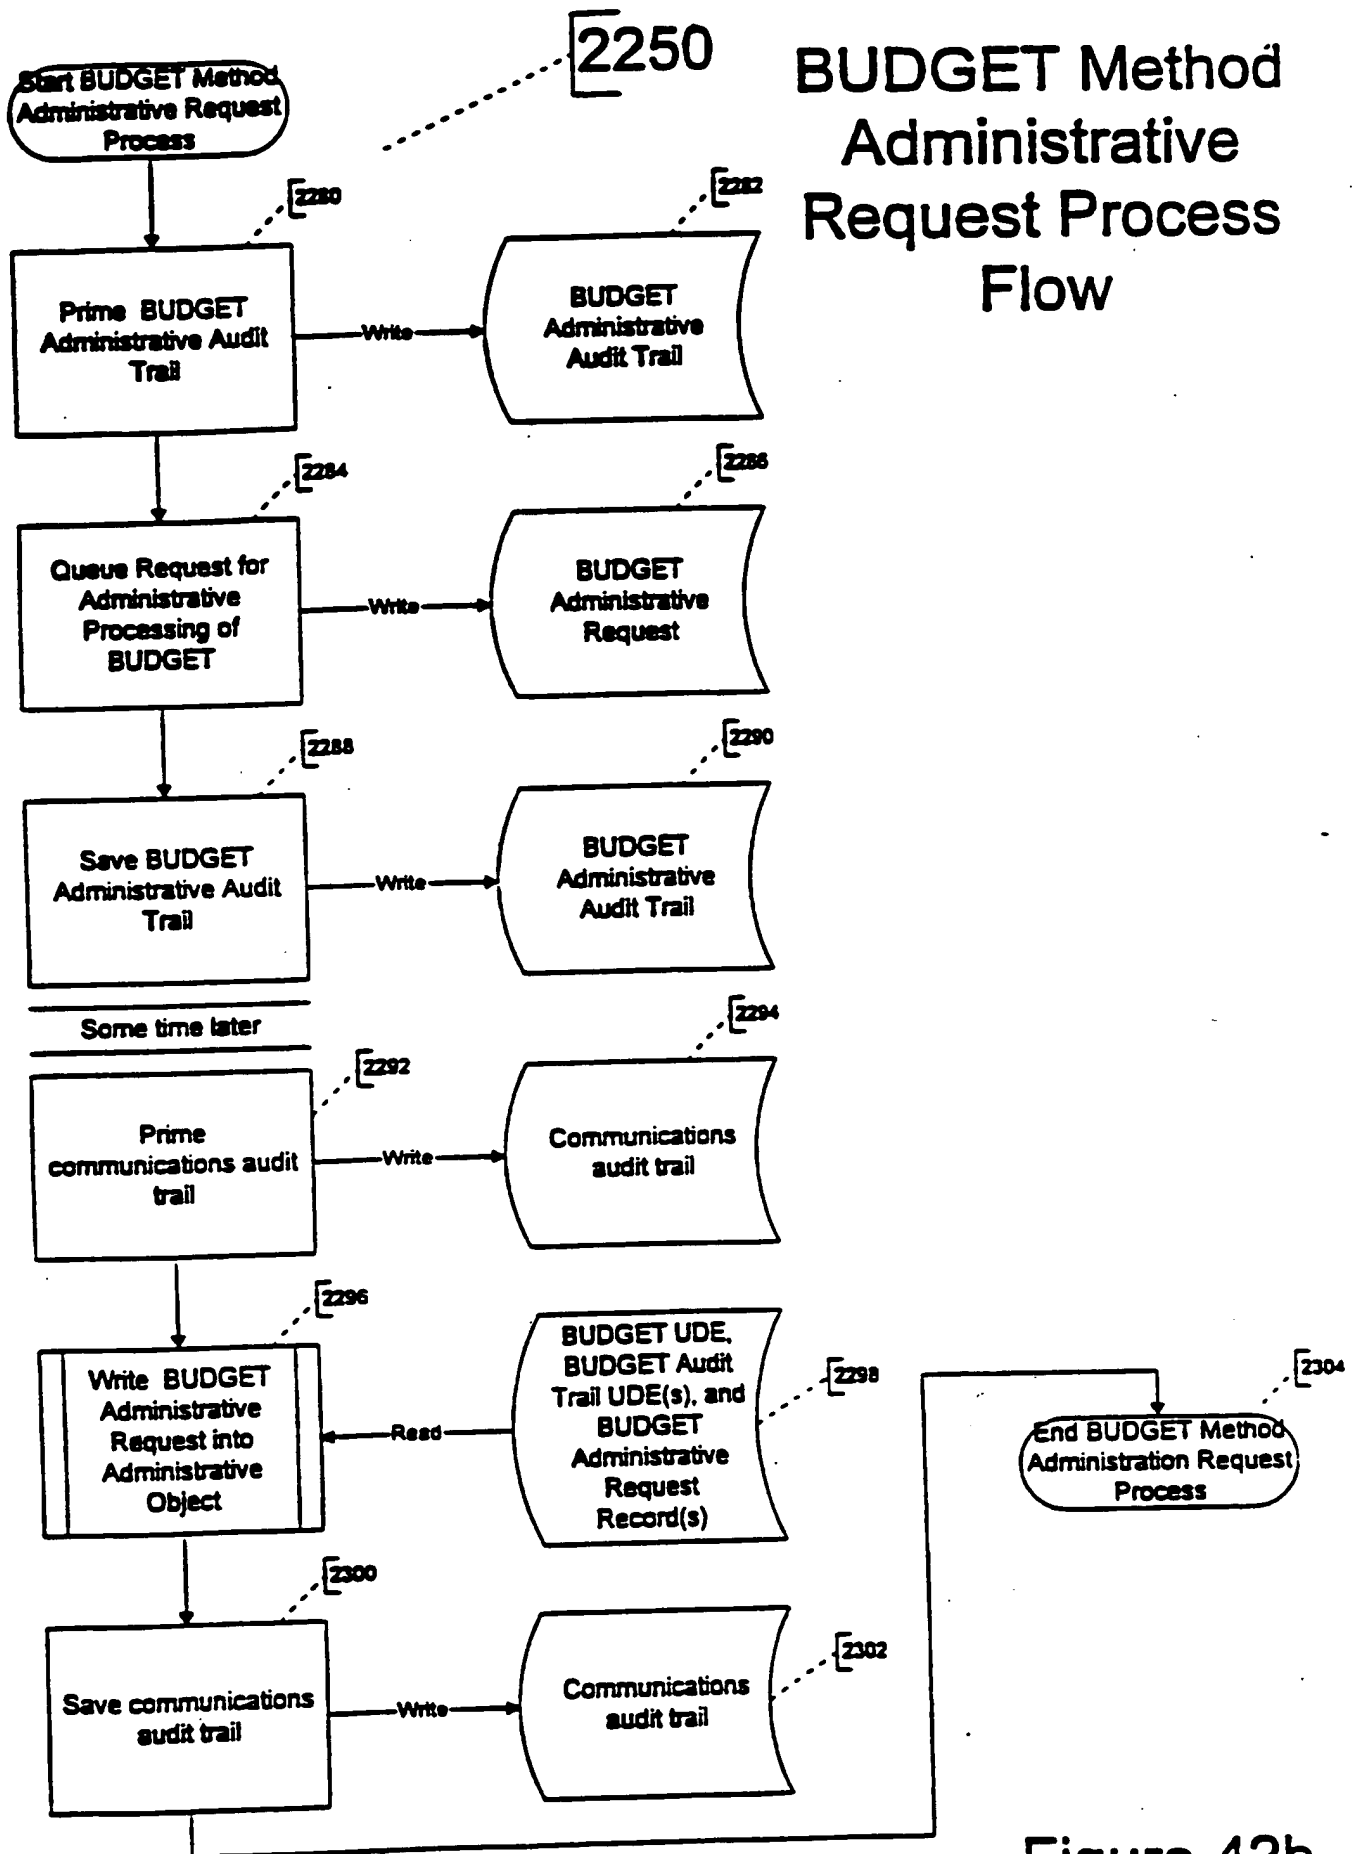 2250
BUDGET Method
Administrative
Request Process
Flow
Start BUDGET Method
Administrative Request
Process
2280
Prime BUDGET
Administrative Audit
Trail
Write
2282
BUDGET
Administrative
Audit Trail
2284
Queue Request for
Administrative
Processing of
BUDGET
Write
2286
BUDGET
Administrative
Request
2288
Save BUDGET
Administrative Audit
Trail
Write
2290
BUDGET
Administrative
Audit Trail
Some time later
2292
Prime
communications audit
trail
Write
2294
Communications
audit trail
2296
Write BUDGET
Administrative
Request into
Administrative
Object
Read
2298
BUDGET UDE,
BUDGET Audit
Trail UDE(s), and
BUDGET
Administrative
Request
Record(s)
2300
Save communications
audit trail
Write
2302
Communications
audit trail
2304
End BUDGET Method
Administration Request
Process
Figure 42b